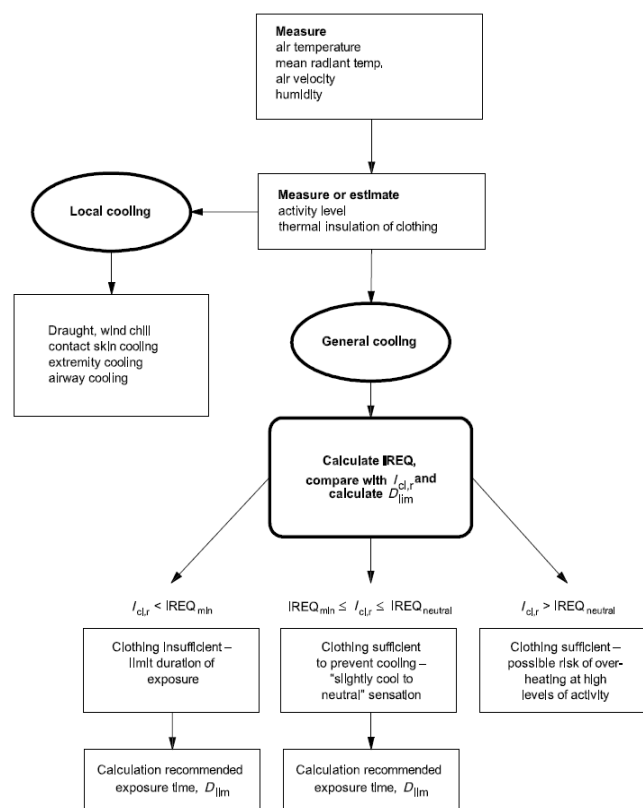 Measure
air temperature
mean radiant temp.
air velocity
humidity
Measure or estimate
activity level
thermal insulation of clothing
Local cooling
Draught, wind chill
contact skin cooling
extremity cooling
airway cooling
General cooling
Calculate IREQ,
compare with Icl,r and
calculate Dlim
Icl,r < IREQmin
IREQmin ≤ Icl,r ≤ IREQneutral
Icl,r > IREQneutral
Clothing insufficient –
limit duration of
exposure
Clothing sufficient
to prevent cooling –
"slightly cool to
neutral" sensation
Clothing sufficient –
possible risk of over-
heating at high
levels of activity
Calculation recommended
exposure time, Dlim
Calculation recommended
exposure time, Dlim